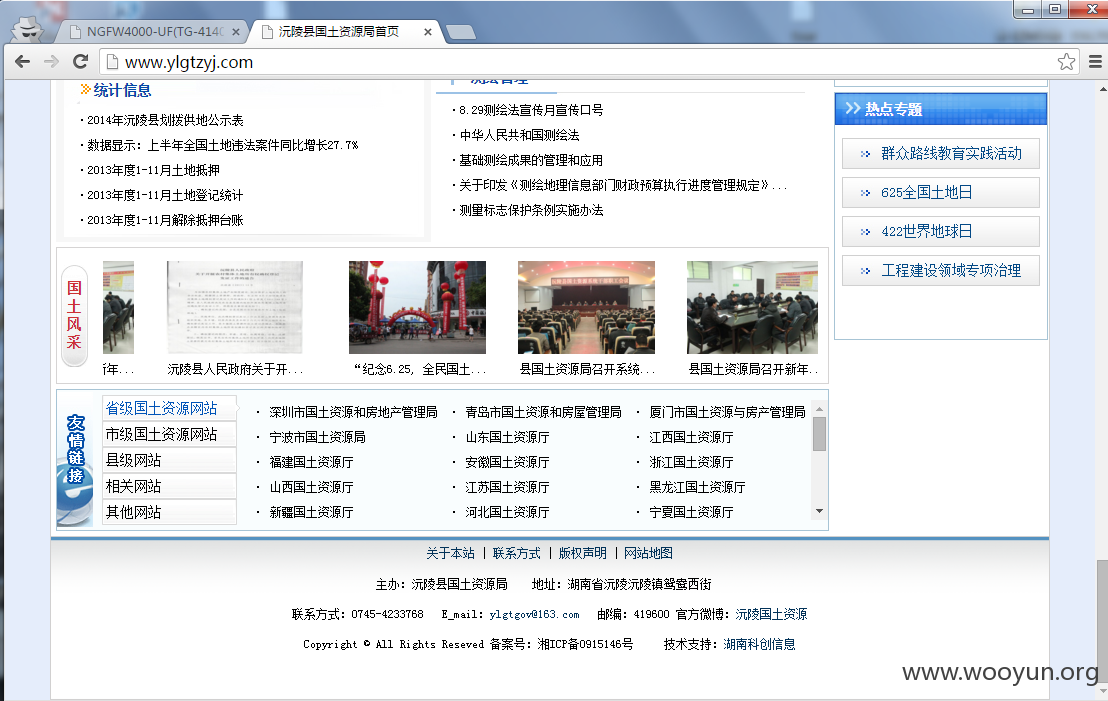 NGFW4000-UF(TG-414
沅陵县国土资源局首页
www.ylgtzyj.com
统计信息
·2014年沅陵县划拨供地公示表
·数据显示：上半年全国土地违法案件同比增长27.7%
·2013年度1-11月土地抵押
·2013年度1-11月土地登记统计
·2013年度1-11月解除抵押台账
测绘管理
·8.29测绘法宣传月宣传口号
·中华人民共和国测绘法
·基础测绘成果的管理和应用
·关于印发《测绘地理信息部门财政预算执行进度管理规定》...
·测量标志保护条例实施办法
热点专题
群众路线教育实践活动
625全国土地日
422世界地球日
工程建设领域专项治理
国土风采
年...
沅陵县人民政府关于开...
“纪念6.25, 全民国土...
县国土资源局召开系统...
县国土资源局召开新年..
友情链接
省级国土资源网站
市级国土资源网站
县级网站
相关网站
其他网站
· 深圳市国土资源和房地产管理局 · 青岛市国土资源和房屋管理局 · 厦门市国土资源与房产管理局
· 宁波市国土资源局 · 山东国土资源厅 · 江西国土资源厅
· 福建国土资源厅 · 安徽国土资源厅 · 浙江国土资源厅
· 山西国土资源厅 · 江苏国土资源厅 · 黑龙江国土资源厅
· 新疆国土资源厅 · 河北国土资源厅 · 宁夏国土资源厅
关于本站 | 联系方式 | 版权声明 | 网站地图
主办：沅陵县国土资源局 地址：湖南省沅陵沅陵镇鸳鸯西街
联系方式：0745-4233768 E_mail：ylgtgov@163.com 邮编：419600 官方微博：沅陵国土资源
Copyright © All Rights Reseved 备案号：湘ICP备0915146号 技术支持：湖南科创信息
www.wooyun.org